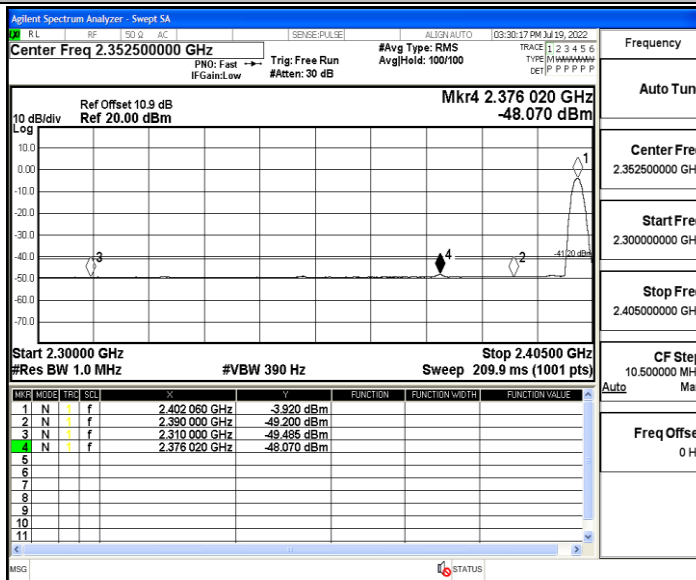 Agilent Spectrum Analyzer - Swept SA
RL RF 50 Ω AC SENSE:PULSE ALIGN AUTO 03:30:17 PM Jul 19, 2022
Center Freq 2.352500000 GHz
PNO: Fast
IFGain:Low
Trig: Free Run
#Atten: 30 dB
#Avg Type: RMS
Avg|Hold: 100/100
TRACE 1 2 3 4 5 6
TYPE M WWWWW
DET P P P P P P
Mkr4 2.376 020 GHz
-48.070 dBm
Ref Offset 10.9 dB
10 dB/div Ref 20.00 dBm
Log
10.0
0.00
-10.0
-20.0
-30.0
-40.0
-50.0
-60.0
-70.0
1
2
3
4
-41.20 dBm
Start 2.30000 GHz Stop 2.40500 GHz
#Res BW 1.0 MHz #VBW 390 Hz Sweep 209.9 ms (1001 pts)
MKR MODE TRC SCL X Y FUNCTION FUNCTION WIDTH FUNCTION VALUE
1 N 1 f 2.402 060 GHz -3.920 dBm
2 N 1 f 2.390 000 GHz -49.200 dBm
3 N 1 f 2.310 000 GHz -49.485 dBm
4 N 1 f 2.376 020 GHz -48.070 dBm
5
6
7
8
9
10
11
MSG STATUS
Frequency
Auto Tun
Center Fre
2.352500000 GH
Start Fre
2.300000000 GH
Stop Fre
2.405000000 GH
CF Step
10.500000 MH
Auto Ma
Freq Offse
0 H